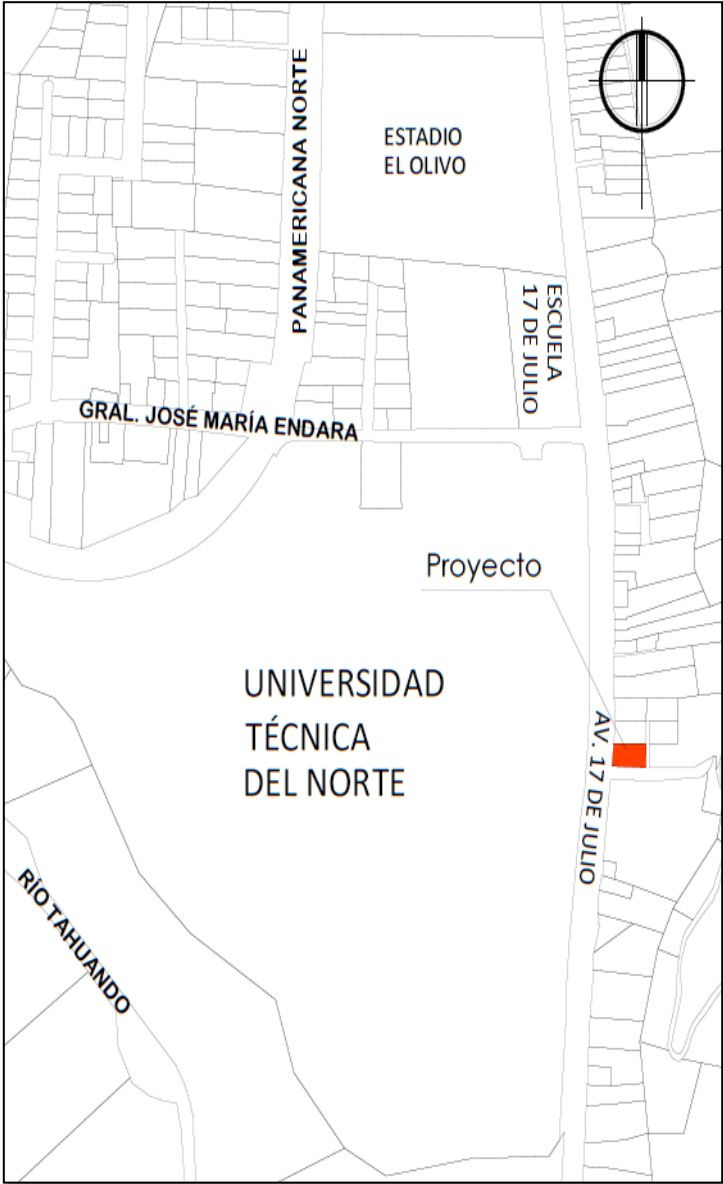 PANAMERICANA NORTE
ESTADIO
EL OLIVO
ESCUELA
17 DE JULIO
GRAL. JOSÉ MARÍA ENDARA
Proyecto
UNIVERSIDAD
TÉCNICA
DEL NORTE
AV. 17 DE JULIO
RÍO TAHUANDO